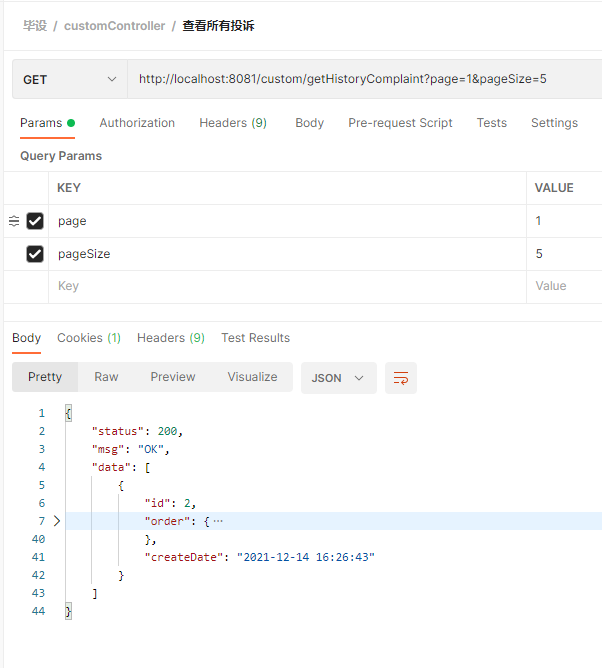 毕设 / customController / 查看所有投诉
GET http://localhost:8081/custom/getHistoryComplaint?page=1&pageSize=5
Params Authorization Headers (9) Body Pre-request Script Tests Settings
Query Params
KEY VALUE
page 1
pageSize 5
Key Value
Body Cookies (1) Headers (9) Test Results
Pretty Raw Preview Visualize JSON
1 {
2 "status": 200,
3 "msg": "OK",
4 "data": [
5 {
6 "id": 2,
7 "order": { ⋯
40 },
41 "createDate": "2021-12-14 16:26:43"
42 }
43 ]
44 }